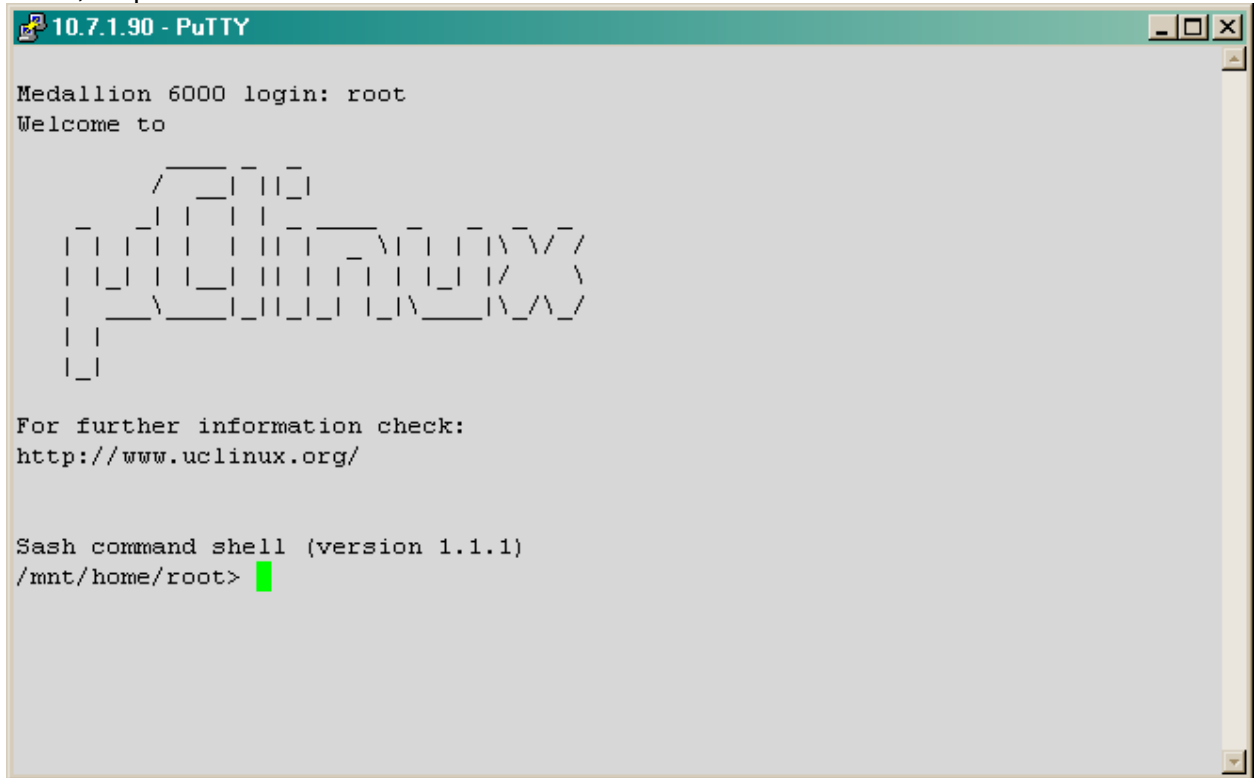 10.7.1.90 - PuTTY
Medallion 6000 login: root
Welcome to
µClinux
For further information check:
http://www.uclinux.org/
Sash command shell (version 1.1.1)
/mnt/home/root>